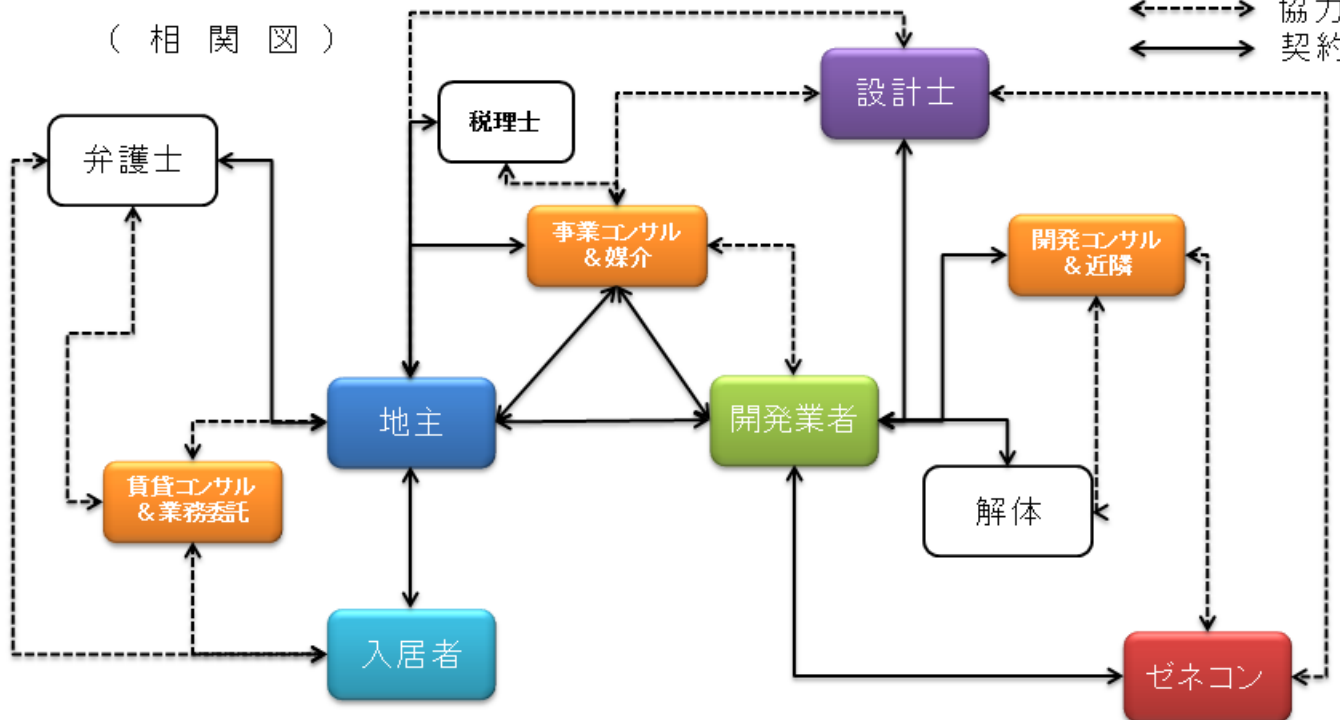 （相関図）
協力
契約
設計士
税理士
弁護士
事業コンサル
＆媒介
開発コンサル
＆近隣
地主
開発業者
賃貸コンサル
＆業務委託
解体
入居者
ゼネコン